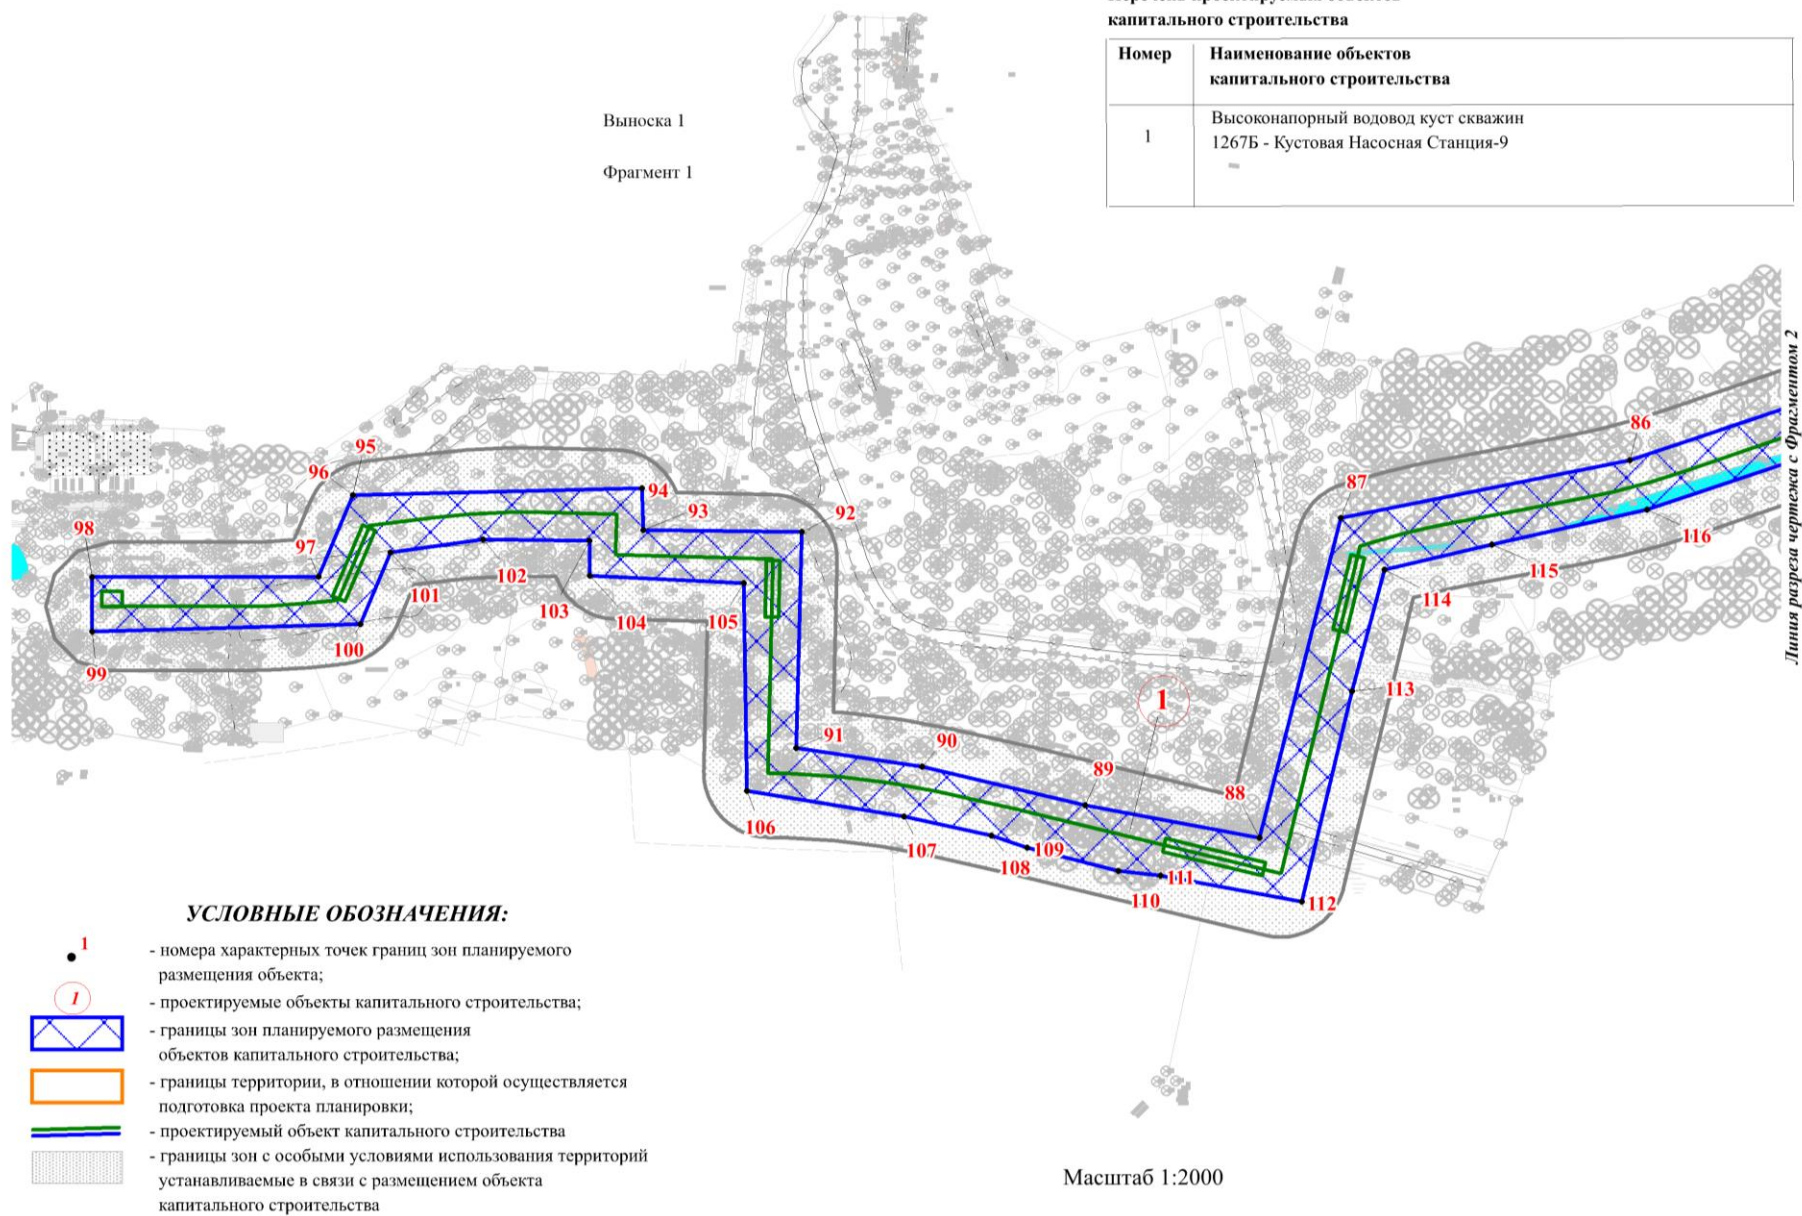 капитального строительства
Номер
Наименование объектов
капитального строительства
1
Высоконапорный водовод куст скважин
1267Б - Кустовая Насосная Станция-9
Выноска 1
Фрагмент 1
Линия разреза чертежа с Фрагментом 2
86
87
116
115
114
113
95
96
94
93
92
98
97
102
101
103
104
105
100
99
1
91
90
89
88
106
107
108
109
110
111
112
УСЛОВНЫЕ ОБОЗНАЧЕНИЯ:
1
- номера характерных точек границ зон планируемого
размещения объекта;
1
- проектируемые объекты капитального строительства;
- границы зон планируемого размещения
объектов капитального строительства;
- границы территории, в отношении которой осуществляется
подготовка проекта планировки;
- проектируемый объект капитального строительства
- границы зон с особыми условиями использования территорий
устанавливаемые в связи с размещением объекта
капитального строительства
Масштаб 1:2000